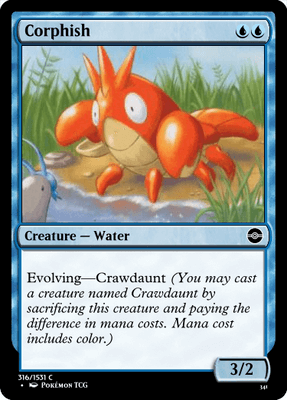 Corphish
Creature — Water
Evolving—Crawdaunt (You may cast
a creature named Crawdaunt by
sacrificing this creature and paying the
difference in mana costs. Mana cost
includes color.)
3/2
316/1531 C
• Pokémon TCG